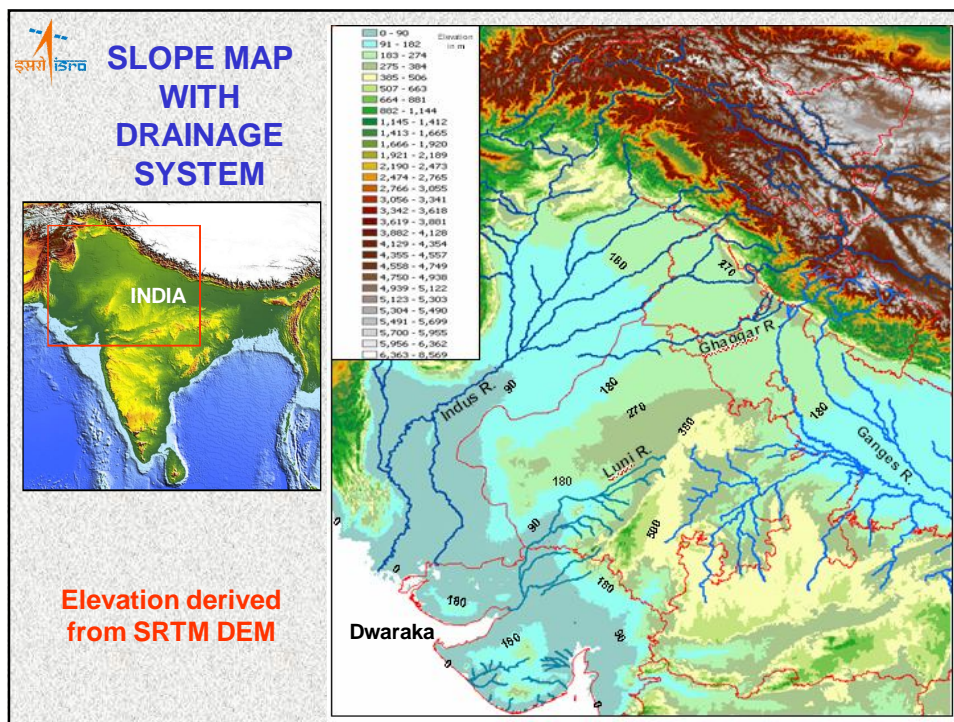 इसरो isro
SLOPE MAP
WITH
DRAINAGE
SYSTEM
INDIA
Elevation derived
from SRTM DEM
Elevation
in m
0 - 90
91 - 182
183 - 274
275 - 384
385 - 506
507 - 663
664 - 881
882 - 1,144
1,145 - 1,412
1,413 - 1,665
1,666 - 1,920
1,921 - 2,189
2,190 - 2,473
2,474 - 2,765
2,766 - 3,055
3,056 - 3,341
3,342 - 3,618
3,619 - 3,881
3,882 - 4,128
4,129 - 4,354
4,355 - 4,557
4,558 - 4,749
4,750 - 4,938
4,939 - 5,122
5,123 - 5,303
5,304 - 5,490
5,491 - 5,699
5,700 - 5,955
5,956 - 6,362
6,363 - 8,569
180
270
Ghaggar R.
90
Indus R.
180
270
380
180
Ganges R.
Luni R.
180
90
500
0
0
180
180
Dwaraka
180
90
0
0